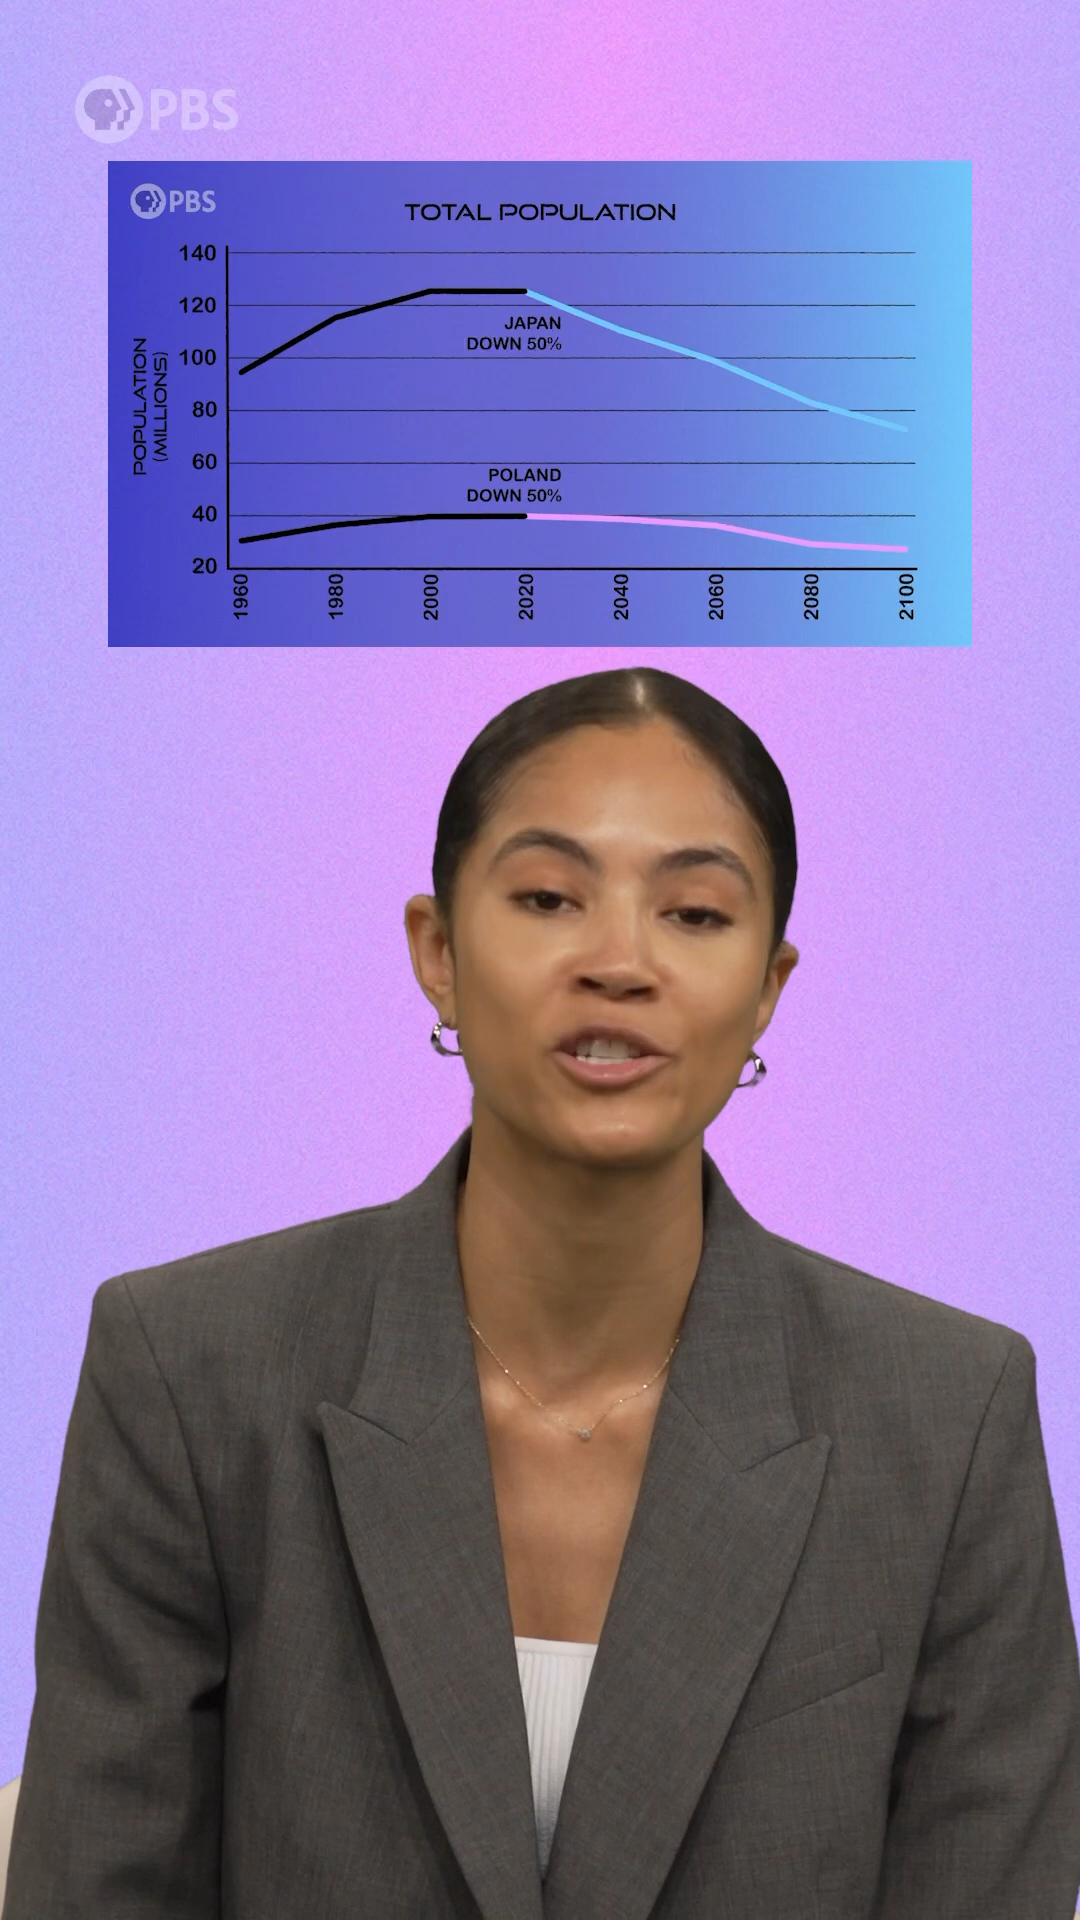 PBS
PBS
TOTAL POPULATION
POPULATION
(MILLIONS)
140
120
100
80
60
40
20
JAPAN
DOWN 50%
POLAND
DOWN 50%
1960
1980
2000
2020
2040
2060
2080
2100